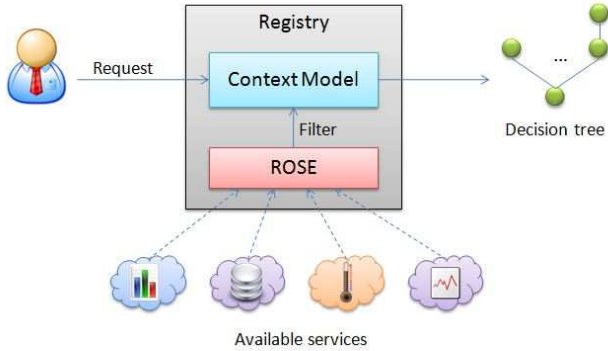 Registry
Request
Context Model
...
Filter
Decision tree
ROSE
Available services